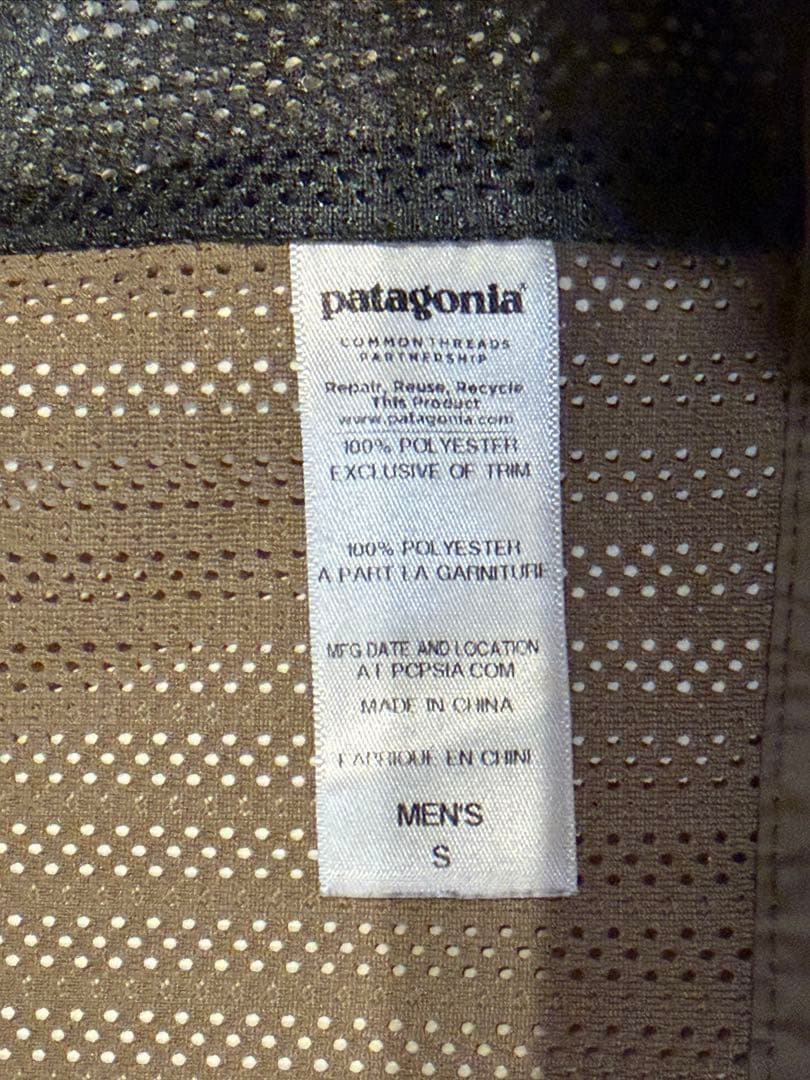 patagonia®
COMMON THREADS
PARTNERSHIP
Repair, Reuse, Recycle
This Product
www.patagonia.com
100% POLYESTER
EXCLUSIVE OF TRIM
100% POLYESTER
A PART LA GARNITURE
MFG DATE AND LOCATION
AT PCPSIA.COM
MADE IN CHINA
FABRIQUE EN CHINE
MEN'S
S